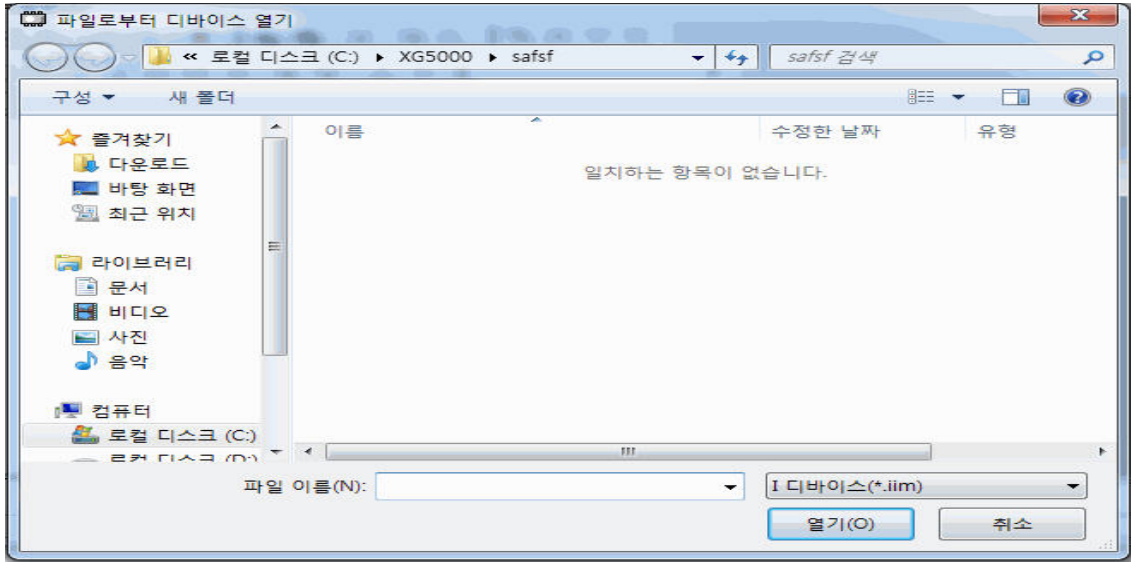 파일로부터 디바이스 열기
« 로컬 디스크 (C:) ▸ XG5000 ▸ safsf
safsf 검색
구성 새 폴더
이름 수정한 날짜 유형
일치하는 항목이 없습니다.
즐겨찾기
다운로드
바탕 화면
최근 위치
라이브러리
문서
비디오
사진
음악
컴퓨터
로컬 디스크 (C:)
로컬 디스크 (D:)
파일 이름(N):
I 디바이스(*.iim)
열기(O) 취소